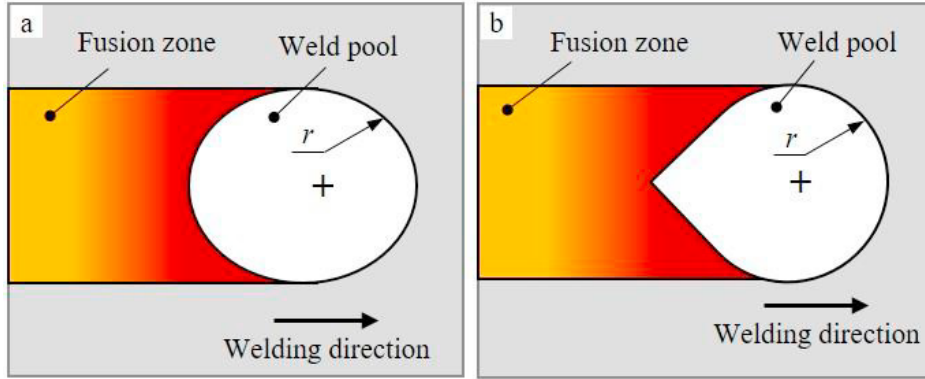 a
Fusion zone
Weld pool
r
Welding direction
b
Fusion zone
Weld pool
r
Welding direction